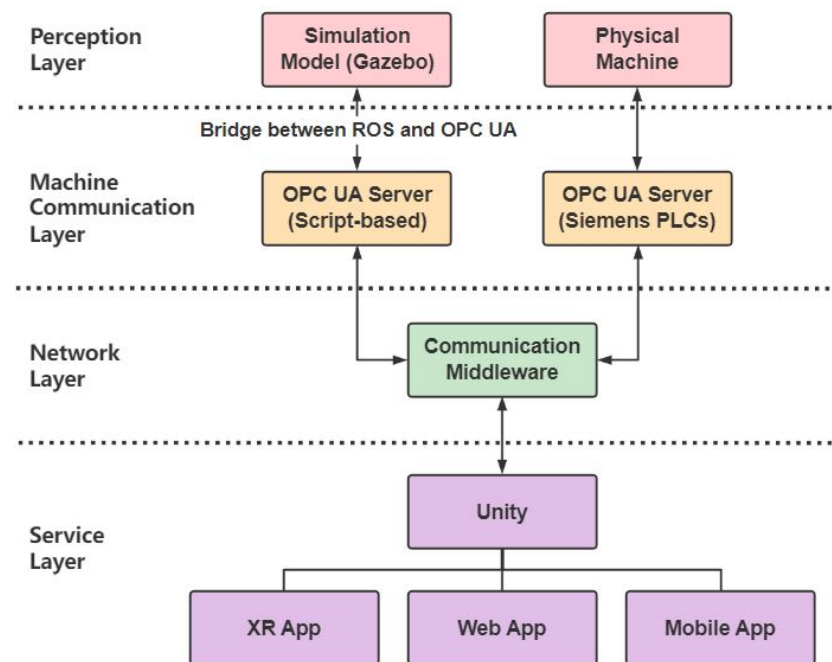 Perception
Layer
Simulation
Model (Gazebo)
Physical
Machine
Bridge between ROS and OPC UA
Machine
Communication
Layer
OPC UA Server
(Script-based)
OPC UA Server
(Siemens PLCs)
Network
Layer
Communication
Middleware
Service
Layer
Unity
XR App
Web App
Mobile App